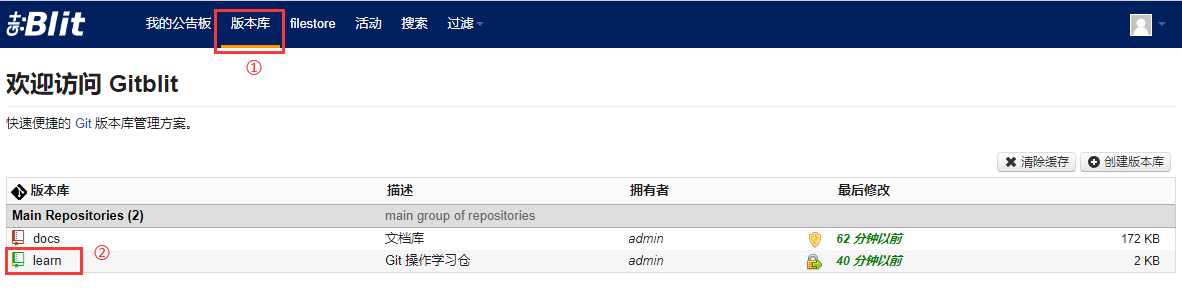 Blit 我的公告板 版本库 filestore 活动 搜索 过滤
①
欢迎访问 Gitblit
快速便捷的 Git 版本库管理方案。
清除缓存 创建版本库
版本库 描述 拥有者 最后修改
Main Repositories (2) main group of repositories
docs 文档库 admin 62 分钟以前 172 KB
②
learn Git 操作学习仓 admin 40 分钟以前 2 KB